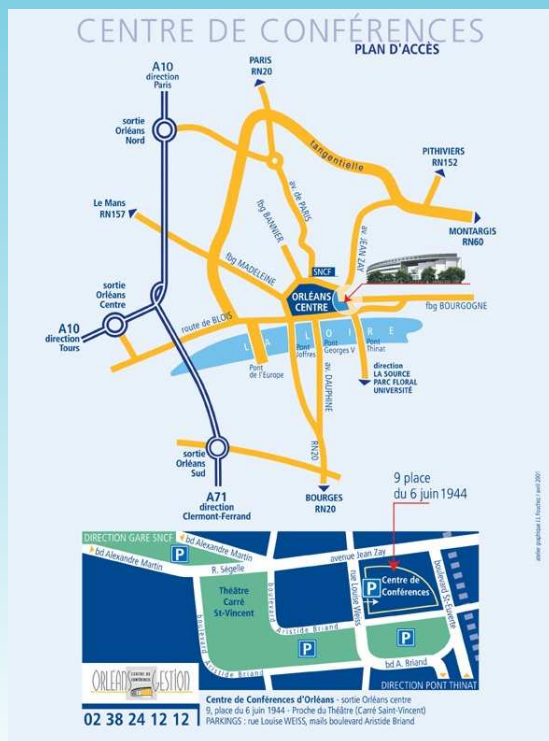 CENTRE DE CONFÉRENCES
PLAN D'ACCÈS
A10
direction
Paris
PARIS
RN20
sortie
Orléans
Nord
tangentielle
PITHIVIERS
RN152
av. de PARIS
Le Mans
RN157
fbg BANNIER
av. JEAN ZAY
MONTARGIS
RN60
fbg MADELEINE
SNCF
sortie
Orléans
Centre
ORLÉANS
CENTRE
fbg BOURGOGNE
A10
direction
Tours
route de BLOIS
LA LOIRE
Pont
Joffres
Pont
Georges V
Pont
Thinat
Pont
de l'Europe
av. DAUPHINE
direction
LA SOURCE
PARC FLORAL
UNIVERSITÉ
sortie
Orléans
Sud
RN20
A71
direction
Clermont-Ferrand
BOURGES
RN20
9 place
du 6 juin 1944
DIRECTION GARE SNCF
bd Alexandre Martin
bd Alexandre Martin
P
R. Ségelle
avenue Jean Zay
Théâtre
Carré
St-Vincent
boulevard
Aristide Briand
rue Louise Weiss
P
Centre de
Conférences
boulevard St-Euverte
P
P
boulevard
Aristide Briand
bd A. Briand
DIRECTION PONT THINAT
ORLÉANS
CENTRE DE
CONFÉRENCE
GESTION
02 38 24 12 12
Centre de Conférences d'Orléans - sortie Orléans centre
9, place du 6 juin 1944 - Proche du Théâtre (Carré Saint-Vincent)
PARKINGS : rue Louise WEISS, mails boulevard Aristide Briand